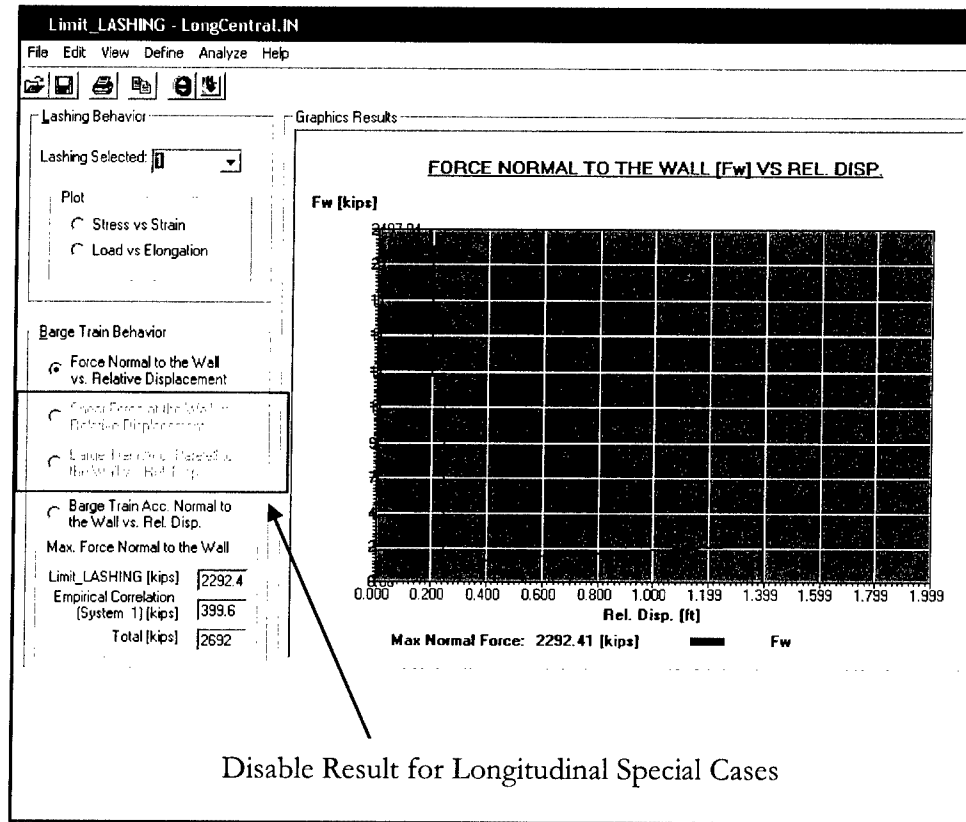 Limit_LASHING - LongCentral.IN
File Edit View Define Analyze Help
Lashing Behavior
Lashing Selected: 1
Plot
Stress vs Strain
Load vs Elongation
Barge Train Behavior
Force Normal to the Wall
vs. Relative Displacement
Relative Displacement
Barge Train Acc. Normal to
the Wall vs. Rel. Disp.
Max. Force Normal to the Wall
Limit_LASHING [kips] 2292.4
Empirical Correlation
(System 1) [kips] 399.6
Total [kips] 2692
Graphics Results
FORCE NORMAL TO THE WALL [Fw] VS REL. DISP.
Fw [kips]
0.000 0.200 0.400 0.600 0.800 1.000 1.199 1.399 1.599 1.799 1.999
Rel. Disp. [ft]
Max Normal Force: 2292.41 [kips] Fw
Disable Result for Longitudinal Special Cases